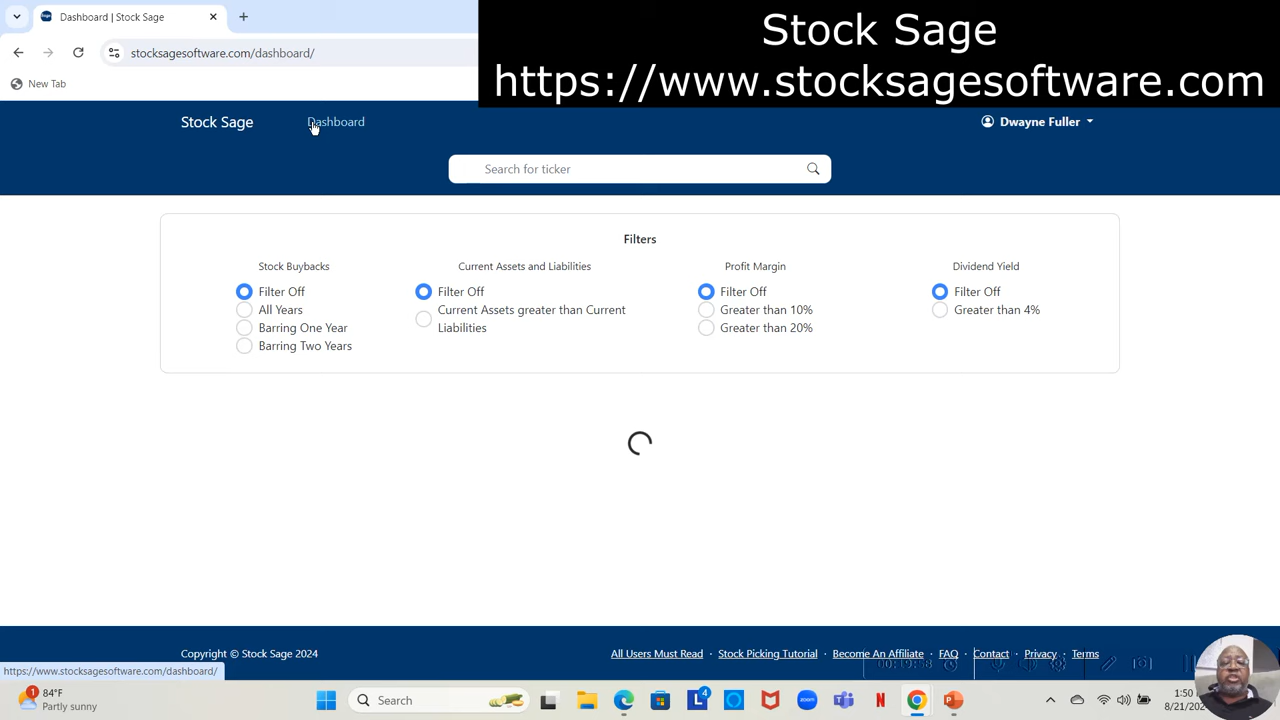 Dashboard | Stock Sage
Stock Sage
https://www.stocksagesoftware.com
stocksagesoftware.com/dashboard/
New Tab
Stock Sage
Dashboard
Dwayne Fuller
Search for ticker
Filters
Stock Buybacks
Filter Off
All Years
Barring One Year
Barring Two Years
Current Assets and Liabilities
Filter Off
Current Assets greater than Current
Liabilities
Profit Margin
Filter Off
Greater than 10%
Greater than 20%
Dividend Yield
Filter Off
Greater than 4%
Copyright © Stock Sage 2024
All Users Must Read · Stock Picking Tutorial · Become An Affiliate · FAQ · Contact · Privacy · Terms
https://www.stocksagesoftware.com/dashboard/
1
84°F
Partly sunny
Search
L 4
zoom
N
1:50
8/21/